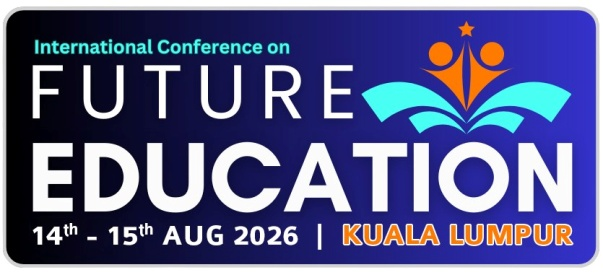 International Conference on
FUTURE
EDUCATION
14th - 15th AUG 2026 | KUALA LUMPUR